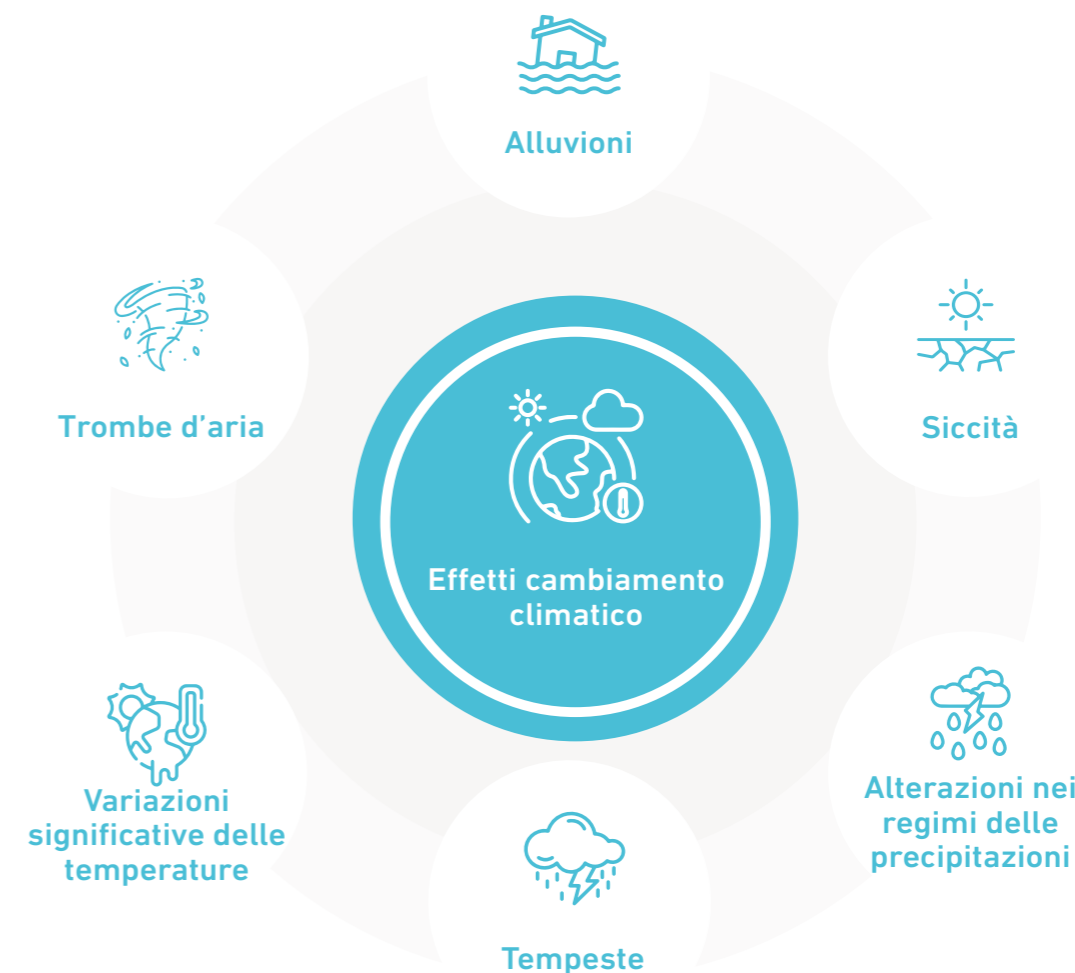 Alluvioni
Trombe d'aria
Siccità
Effetti cambiamento
climatico
Variazioni
significative delle
temperature
Alterazioni nei
regimi delle
precipitazioni
Tempeste